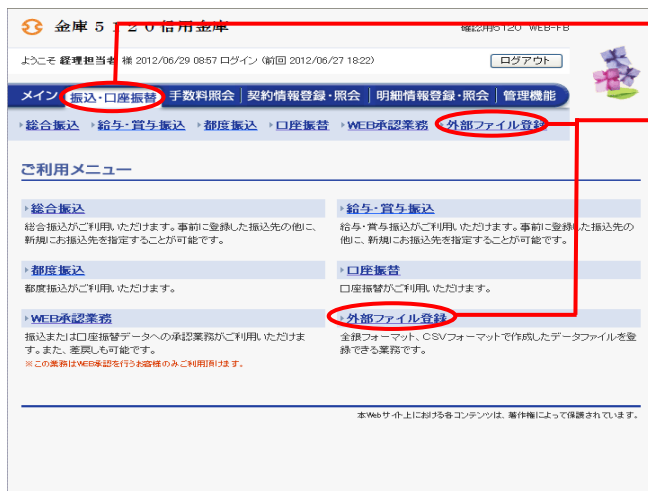 金庫５１２０信用金庫
確認用5120 WEB-FB
ようこそ 経理担当者 様 2012/06/29 0857 ログイン (前回 2012/06/27 1822)
ログアウト
メイン 振込・口座振替 手数料照会 契約情報登録・照会 明細情報登録・照会 管理機能
総合振込 給与・賞与振込 都度振込 口座振替 WEB承認業務 外部ファイル登録
ご利用メニュー
総合振込
総合振込がご利用いただけます。事前に登録した振込先の他に、
新規にお振込先を指定することが可能です。
給与・賞与振込
給与・賞与振込がご利用いただけます。事前に登録した振込先の
他に、新規にお振込先を指定することが可能です。
都度振込
都度振込がご利用いただけます。
口座振替
口座振替がご利用いただけます。
WEB承認業務
振込または口座振替データへの承認業務がご利用いただけま
す。また、差戻しも可能です。
※この業務はWEB承認を行うお客様のみご利用頂けます。
外部ファイル登録
全銀フォーマット、CSVフォーマットで作成したデータファイルを登
録できる業務です。
本Webサイト上における各コンテンツは、著作権によって保護されています。